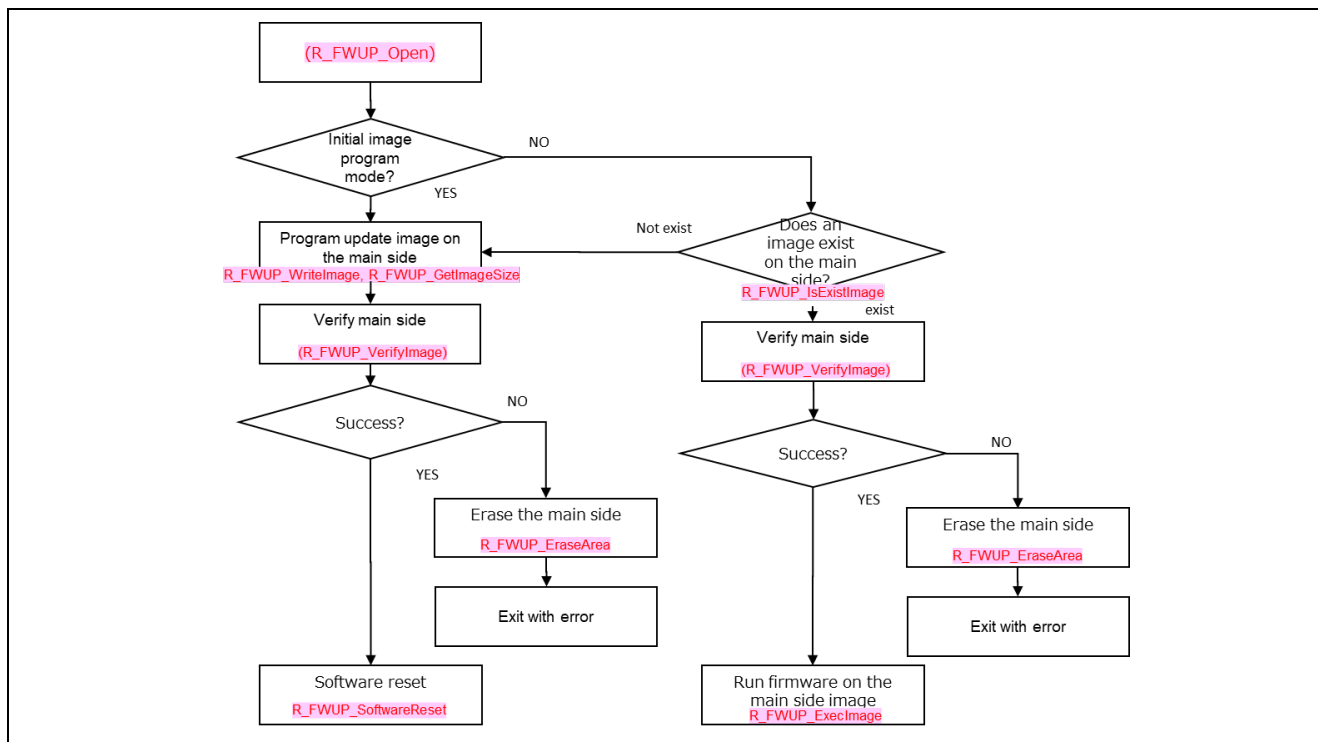 (R_FWUP_Open)
Initial image
program
mode?
NO
YES
Program update image on
the main side
R_FWUP_WriteImage, R_FWUP_GetImageSize
Not exist
Does an
image exist
on the main
side?
R_FWUP_IsExistImage
exist
Verify main side
(R_FWUP_VerifyImage)
Verify main side
(R_FWUP_VerifyImage)
Success?
NO
YES
Success?
NO
YES
Erase the main side
R_FWUP_EraseArea
Exit with error
Erase the main side
R_FWUP_EraseArea
Exit with error
Software reset
R_FWUP_SoftwareReset
Run firmware on the
main side image
R_FWUP_ExecImage